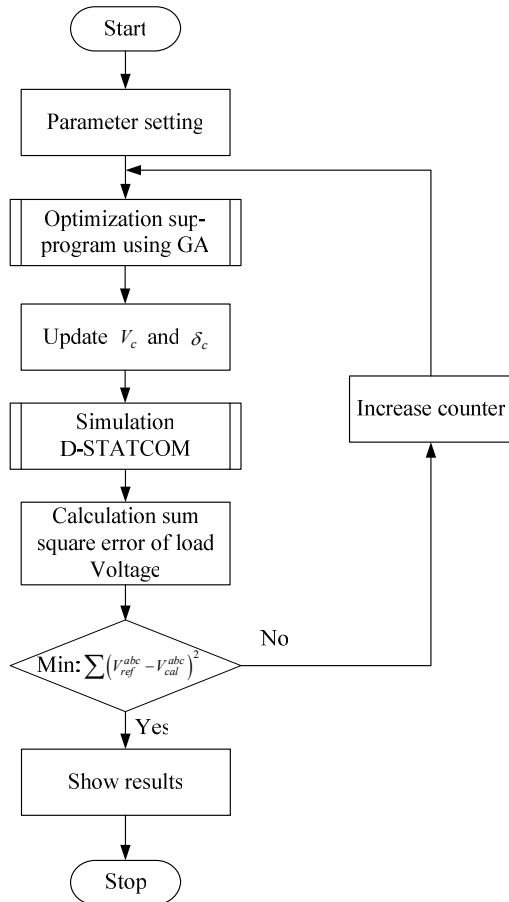 Start
Parameter setting
Optimization sup-
program using GA
Update V_c and δ_c
Simulation
D-STATCOM
Increase counter
Calculation sum
square error of load
Voltage
No
Min: ∑(V_ref^abc − V_cal^abc)^2
Yes
Show results
Stop